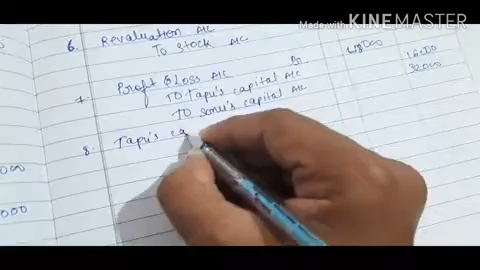 Made with KINEMASTER
6. Revaluation A/c
To Stock A/c
7. Profit & Loss A/c Dr 48000
To Tapu's capital A/c 16000
To Sonu's capital A/c 32000
8. Tapu's ca
000
000